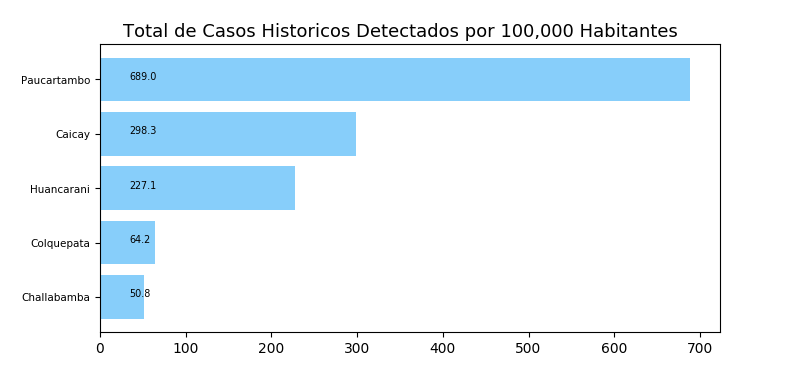 Total de Casos Historicos Detectados por 100,000 Habitantes
Paucartambo 689.0
Caicay 298.3
Huancarani 227.1
Colquepata 64.2
Challabamba 50.8
0 100 200 300 400 500 600 700